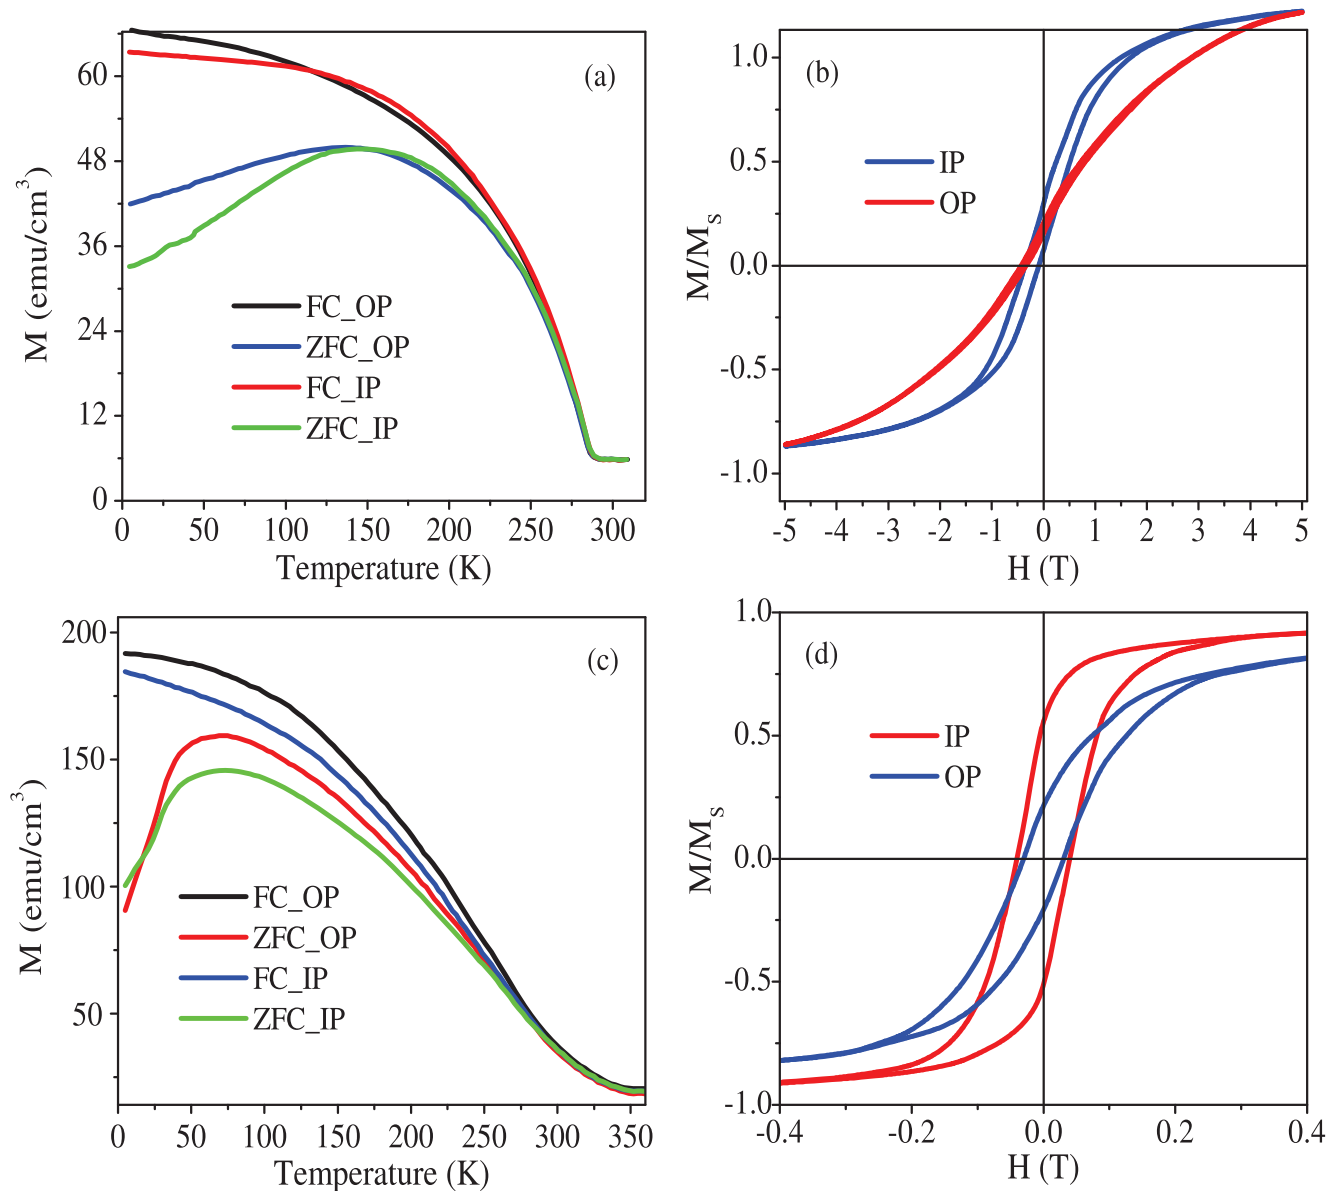 (a)
60
48
36
24
12
0
M (emu/cm³)
FC_OP
ZFC_OP
FC_IP
ZFC_IP
0 50 100 150 200 250 300
Temperature (K)
(b)
1.0
0.5
0.0
-0.5
-1.0
M/M_S
IP
OP
-5 -4 -3 -2 -1 0 1 2 3 4 5
H (T)
(c)
200
150
100
50
M (emu/cm³)
FC_OP
ZFC_OP
FC_IP
ZFC_IP
0 50 100 150 200 250 300 350
Temperature (K)
(d)
1.0
0.5
0.0
-0.5
-1.0
M/M_S
IP
OP
-0.4 -0.2 0.0 0.2 0.4
H (T)